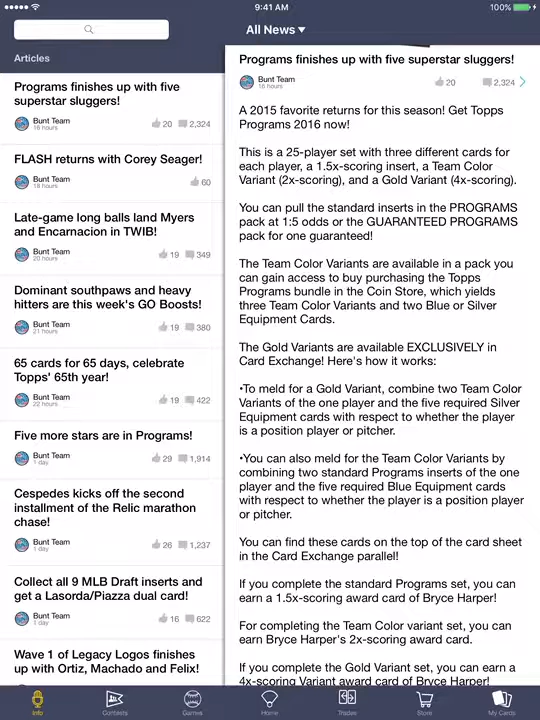 9:41 AM
100%
All News ▾
Articles
Programs finishes up with five
superstar sluggers!
Bunt Team
16 hours
20
2,324
FLASH returns with Corey Seager!
Bunt Team
18 hours
60
Late-game long balls land Myers
and Encarnacion in TWIB!
Bunt Team
20 hours
19
349
Dominant southpaws and heavy
hitters are this week's GO Boosts!
Bunt Team
21 hours
19
380
65 cards for 65 days, celebrate
Topps' 65th year!
Bunt Team
22 hours
19
422
Five more stars are in Programs!
Bunt Team
1 day
29
1,914
Cespedes kicks off the second
installment of the Relic marathon
chase!
Bunt Team
1 day
26
1,237
Collect all 9 MLB Draft inserts and
get a Lasorda/Piazza dual card!
Bunt Team
1 day
16
622
Wave 1 of Legacy Logos finishes
up with Ortiz, Machado and Felix!
Bunt Team
Programs finishes up with five superstar sluggers!
Bunt Team
16 hours
20
2,324
A 2015 favorite returns for this season! Get Topps
Programs 2016 now!
This is a 25-player set with three different cards for
each player, a 1.5x-scoring insert, a Team Color
Variant (2x-scoring), and a Gold Variant (4x-scoring).
You can pull the standard inserts in the PROGRAMS
pack at 1:5 odds or the GUARANTEED PROGRAMS
pack for one guaranteed!
The Team Color Variants are available in a pack you
can gain access to buy purchasing the Topps
Programs bundle in the Coin Store, which yields
three Team Color Variants and two Blue or Silver
Equipment Cards.
The Gold Variants are available EXCLUSIVELY in
Card Exchange! Here's how it works:
•To meld for a Gold Variant, combine two Team Color
Variants of the one player and the five required Silver
Equipment cards with respect to whether the player
is a position player or pitcher.
•You can also meld for the Team Color Variants by
combining two standard Programs inserts of the one
player and the five required Blue Equipment cards
with respect to whether the player is a position player
or pitcher.
You can find these cards on the top of the card sheet
in the Card Exchange parallel!
If you complete the standard Programs set, you can
earn a 1.5x-scoring award card of Bryce Harper!
For completing the Team Color variant set, you can
earn Bryce Harper's 2x-scoring award card.
If you complete the Gold Variant set, you can earn a
4x-scoring Variant award card of Bryce Harper!
Info
Contests
Games
Home
Trades
Store
My Cards